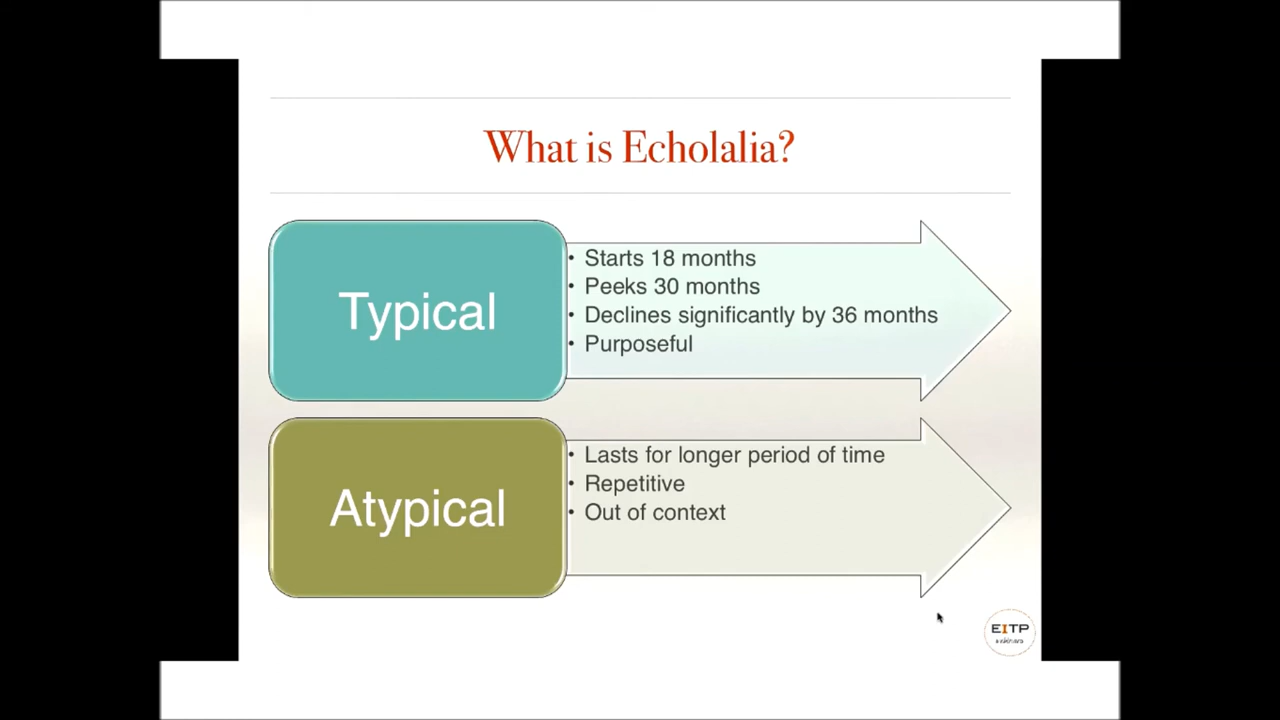 What is Echolalia?
Typical
• Starts 18 months
• Peeks 30 months
• Declines significantly by 36 months
• Purposeful
Atypical
• Lasts for longer period of time
• Repetitive
• Out of context
EITP